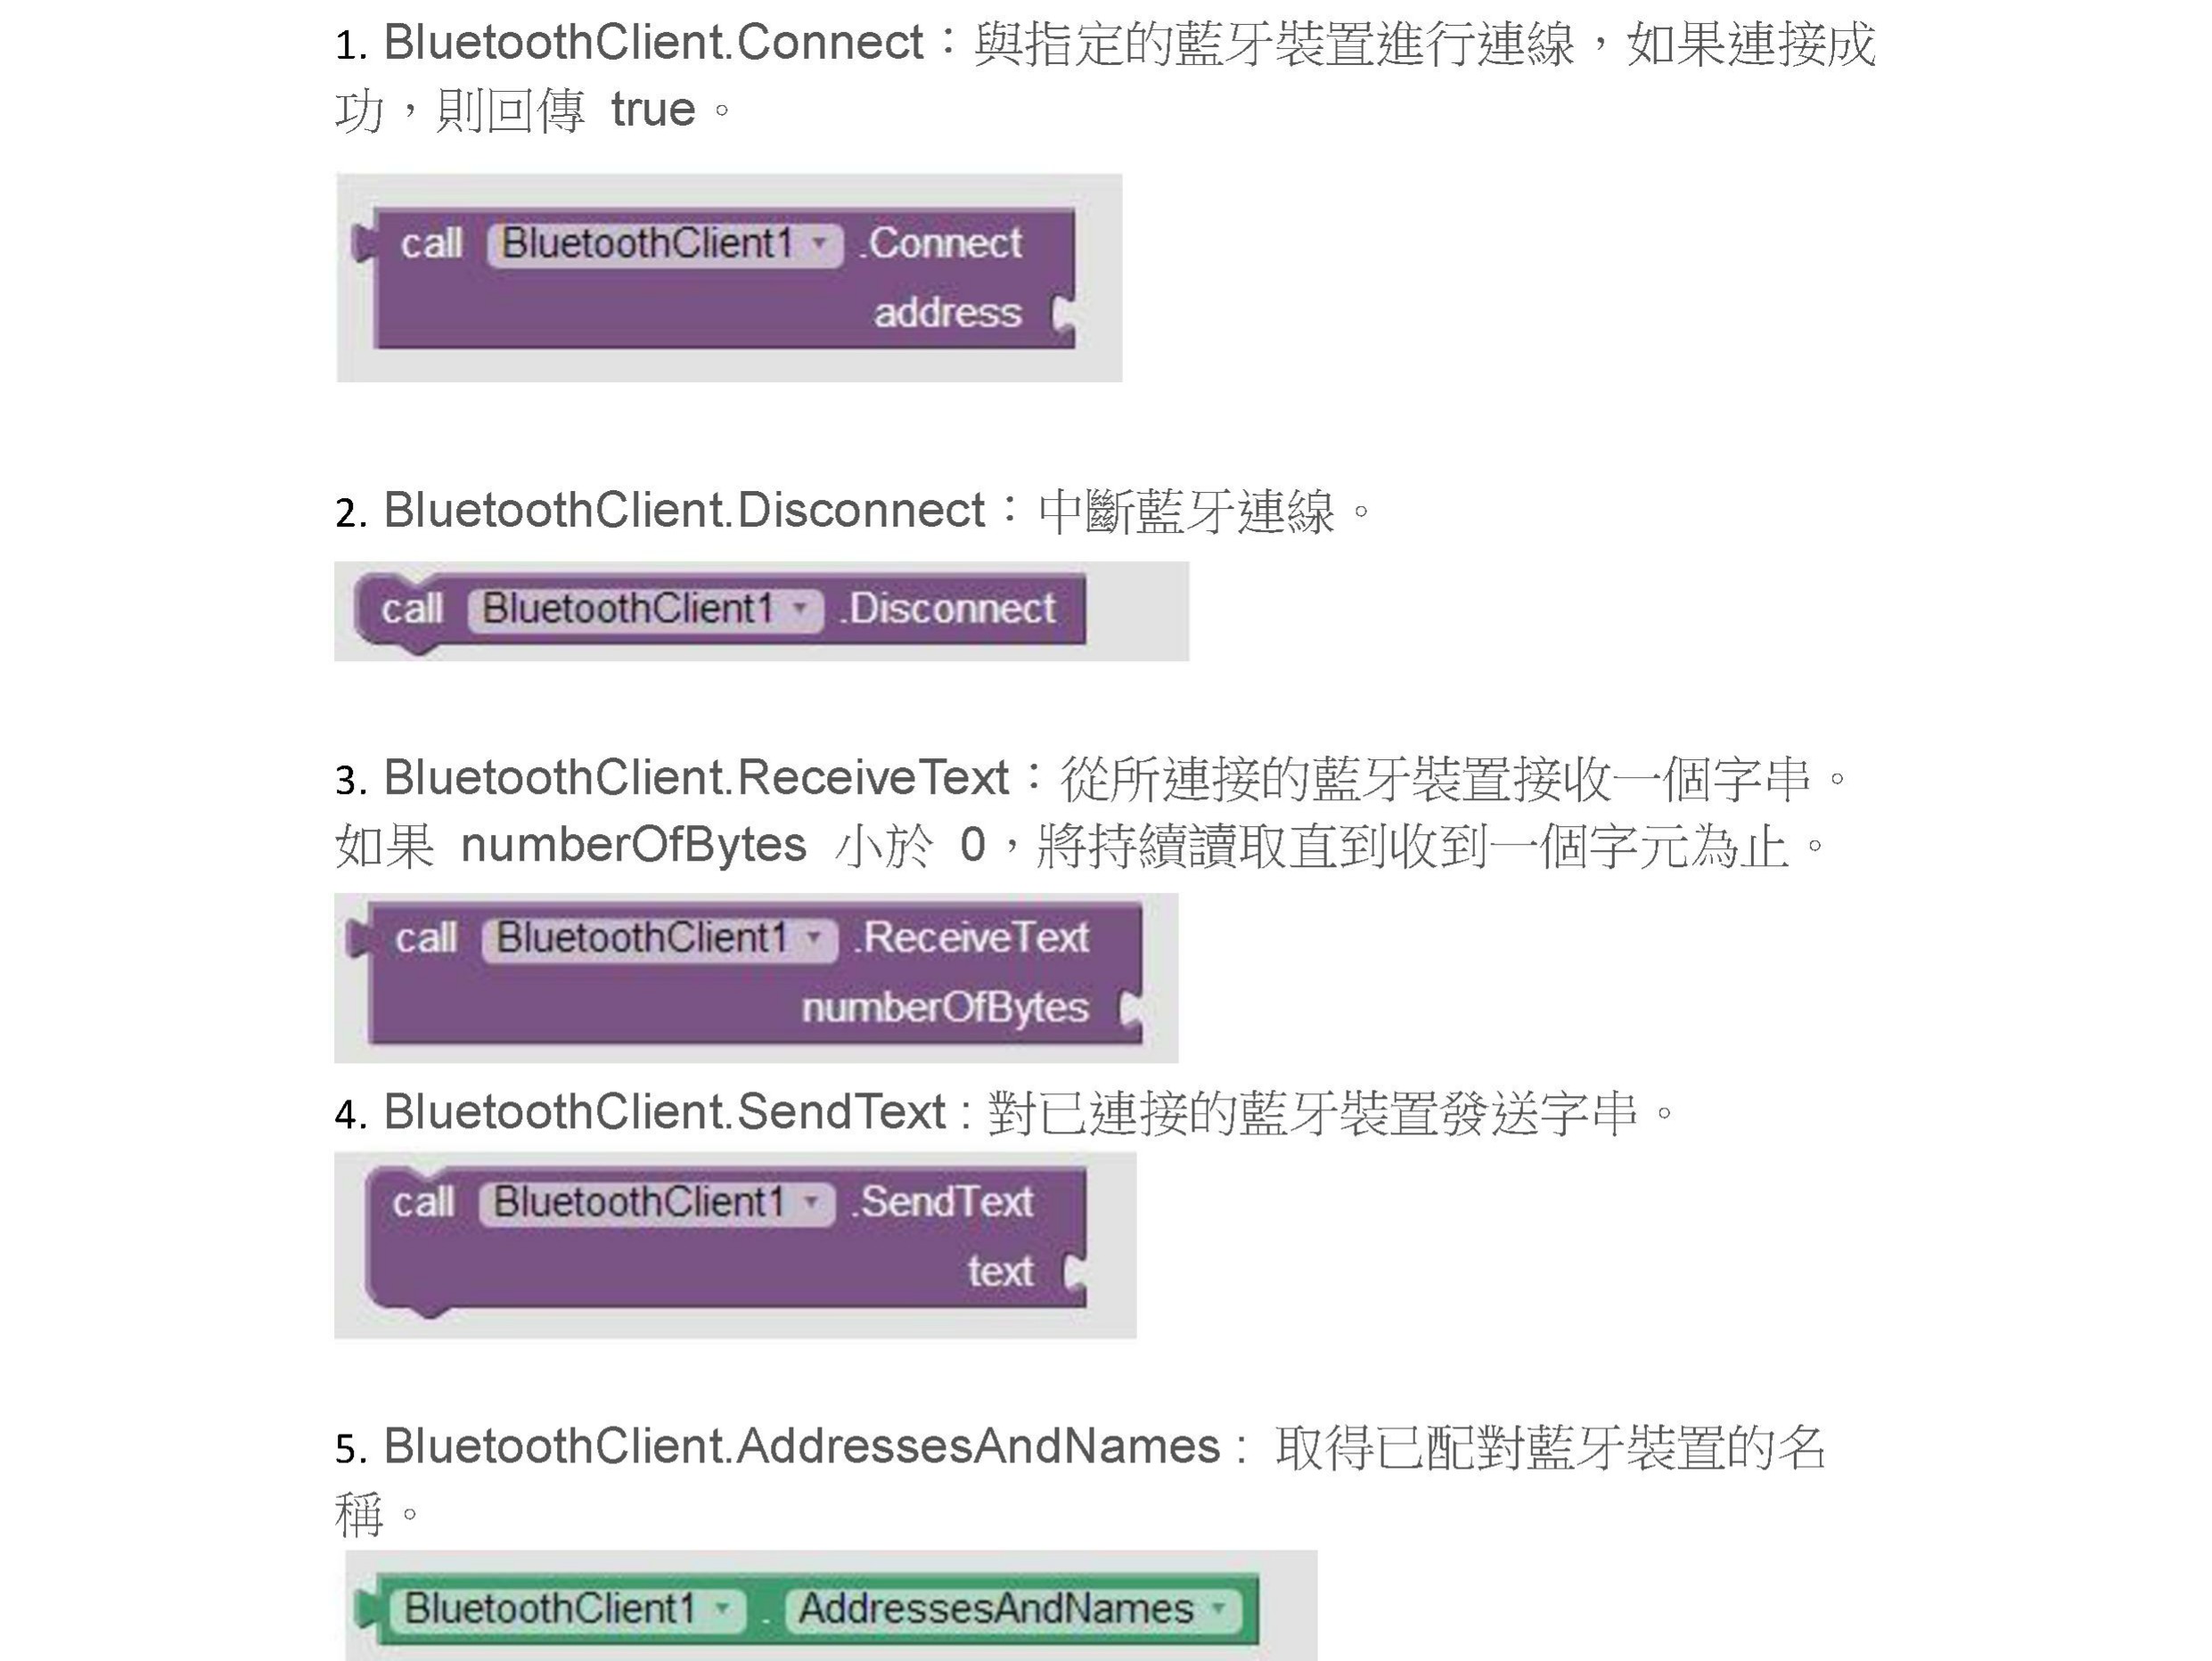 1. BluetoothClient.Connect：與指定的藍牙裝置進行連線，如果連接成
功，則回傳 true。
call BluetoothClient1 .Connect
address
2. BluetoothClient.Disconnect：中斷藍牙連線。
call BluetoothClient1 .Disconnect
3. BluetoothClient.ReceiveText：從所連接的藍牙裝置接收一個字串。
如果 numberOfBytes 小於 0，將持續讀取直到收到一個字元為止。
call BluetoothClient1 .ReceiveText
numberOfBytes
4. BluetoothClient.SendText : 對已連接的藍牙裝置發送字串。
call BluetoothClient1 .SendText
text
5. BluetoothClient.AddressesAndNames : 取得已配對藍牙裝置的名
稱。
BluetoothClient1 . AddressesAndNames